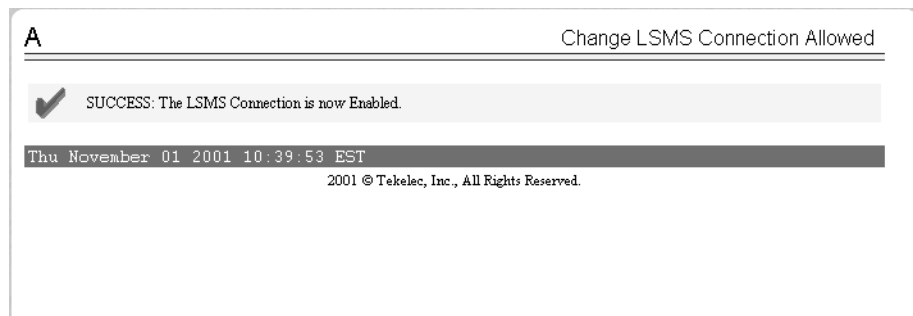 A
Change LSMS Connection Allowed
SUCCESS: The LSMS Connection is now Enabled.
Thu November 01 2001 10:39:53 EST
2001 © Tekelec, Inc., All Rights Reserved.